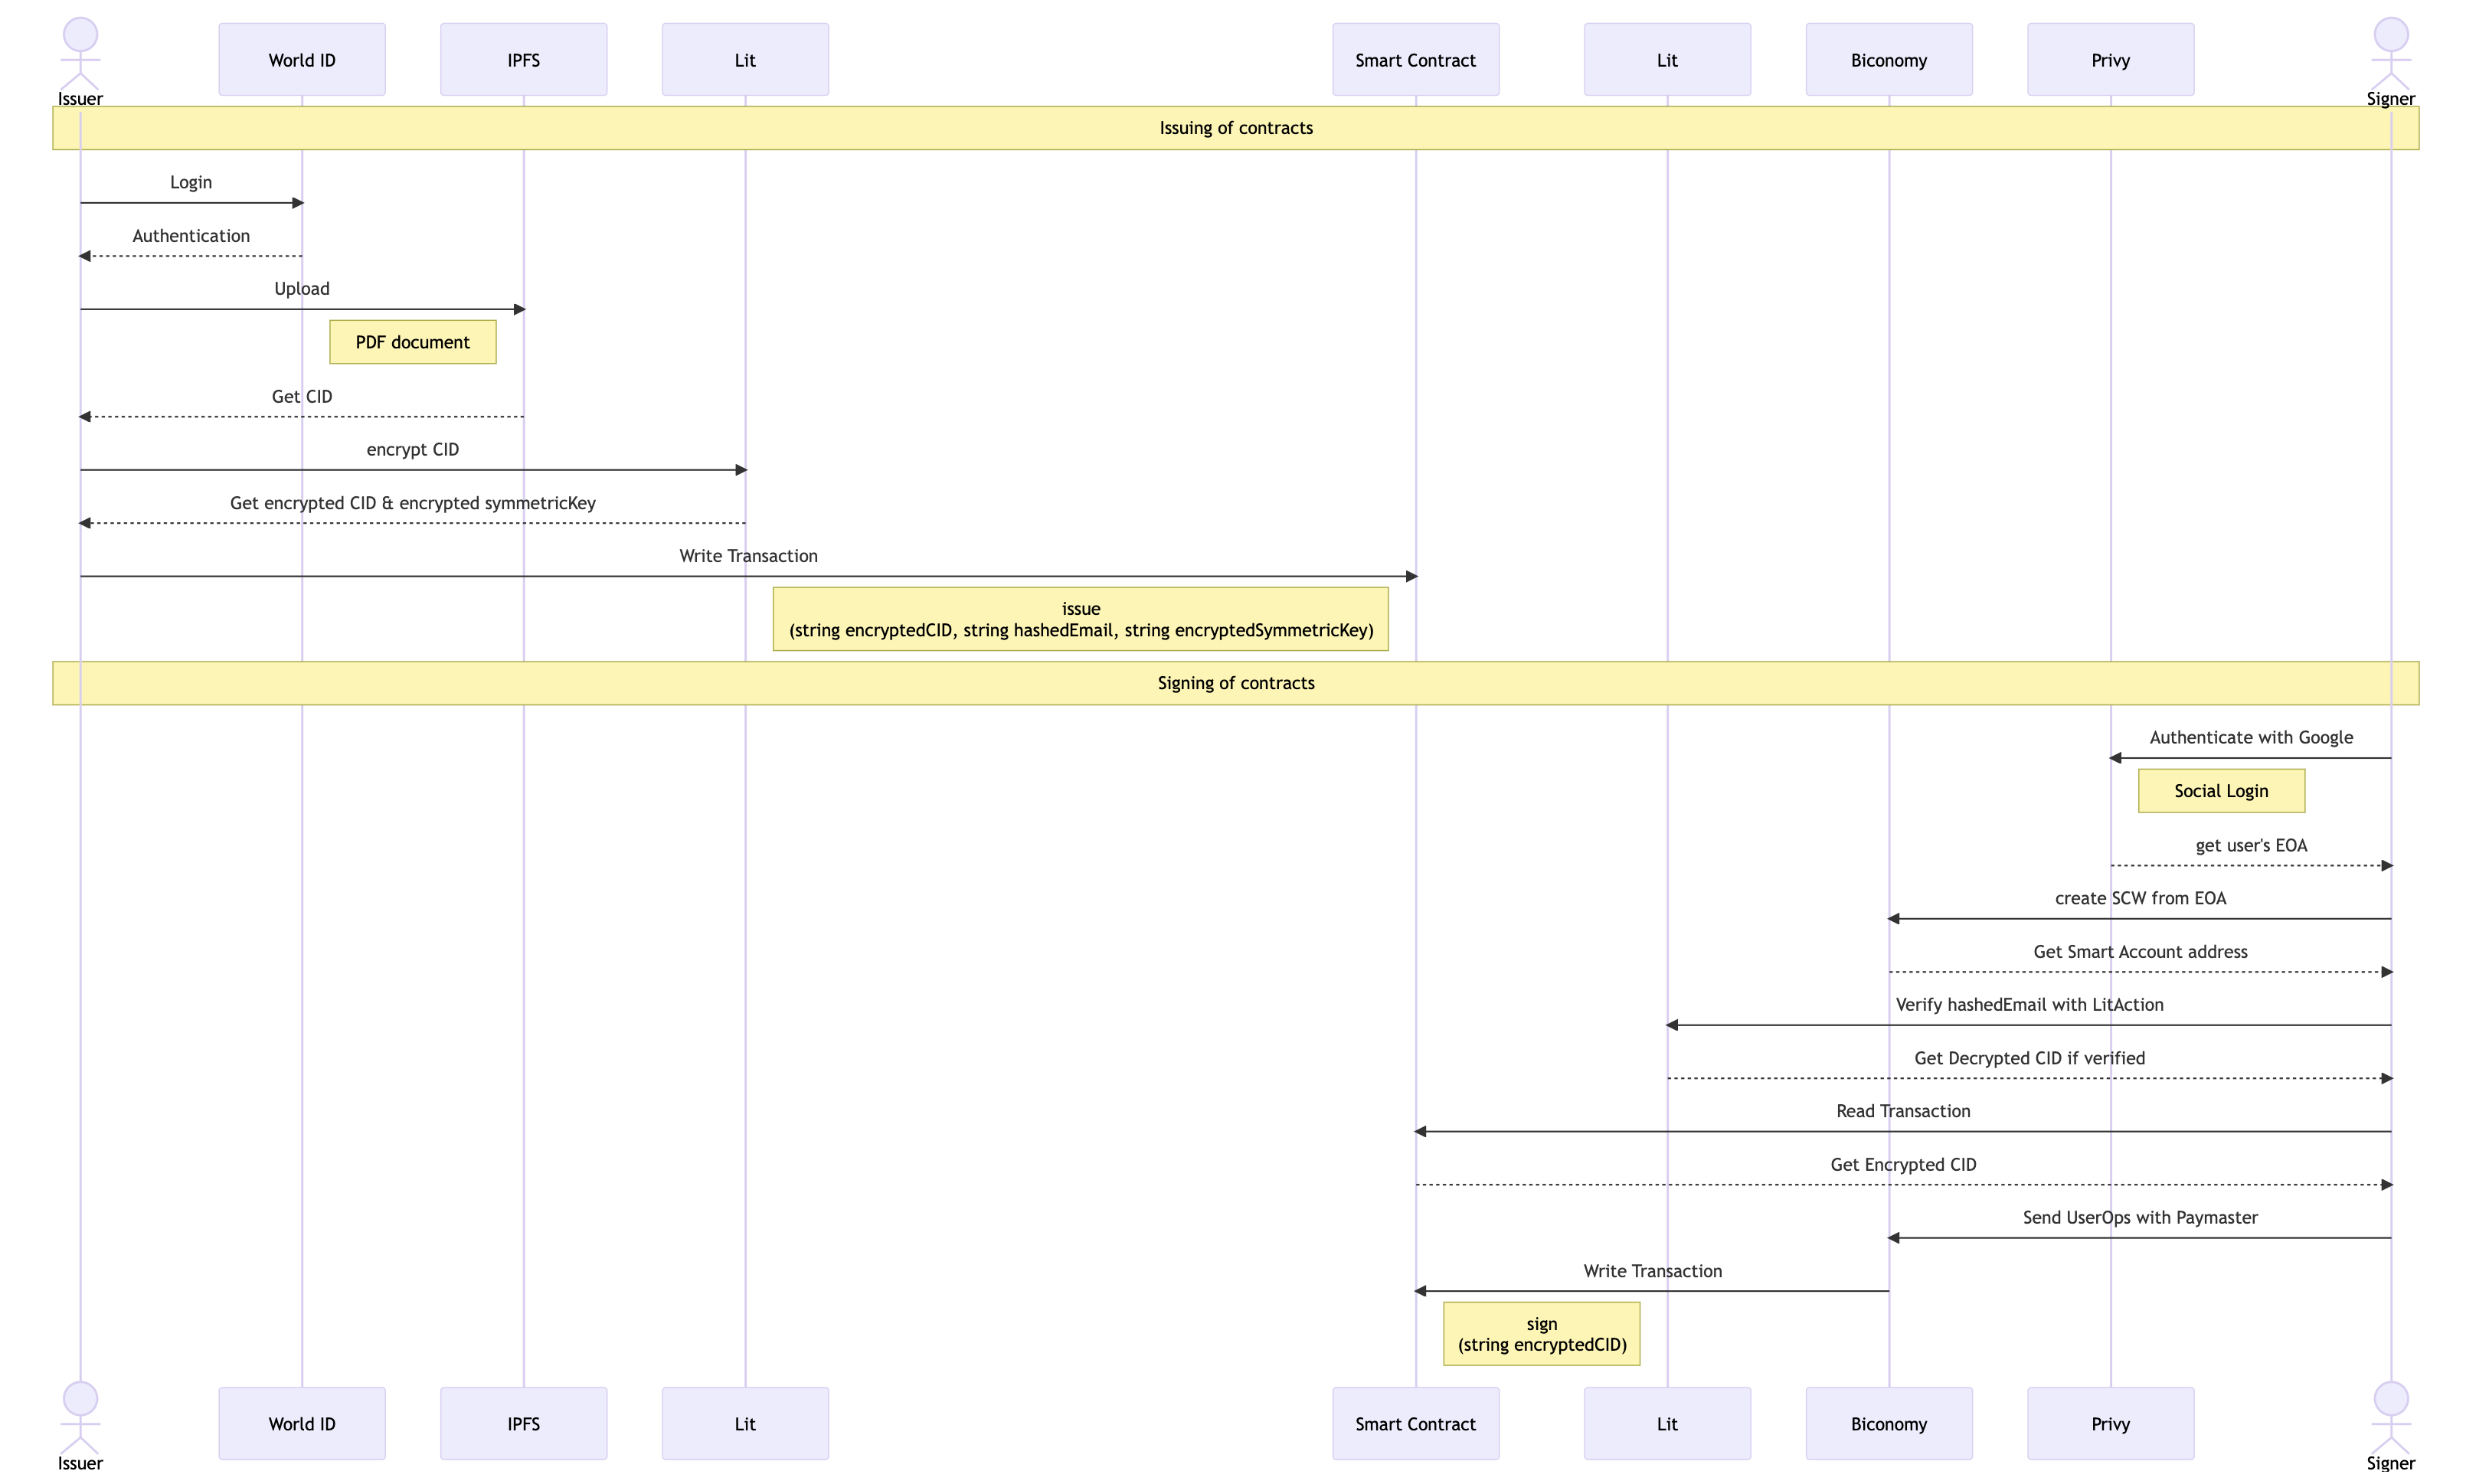 Issuer
World ID
IPFS
Lit
Smart Contract
Lit
Biconomy
Privy
Signer
Issuing of contracts
Login
Authentication
Upload
PDF document
Get CID
encrypt CID
Get encrypted CID & encrypted symmetricKey
Write Transaction
issue
(string encryptedCID, string hashedEmail, string encryptedSymmetricKey)
Signing of contracts
Authenticate with Google
Social Login
get user's EOA
create SCW from EOA
Get Smart Account address
Verify hashedEmail with LitAction
Get Decrypted CID if verified
Read Transaction
Get Encrypted CID
Send UserOps with Paymaster
Write Transaction
sign
(string encryptedCID)
Issuer
World ID
IPFS
Lit
Smart Contract
Lit
Biconomy
Privy
Signer